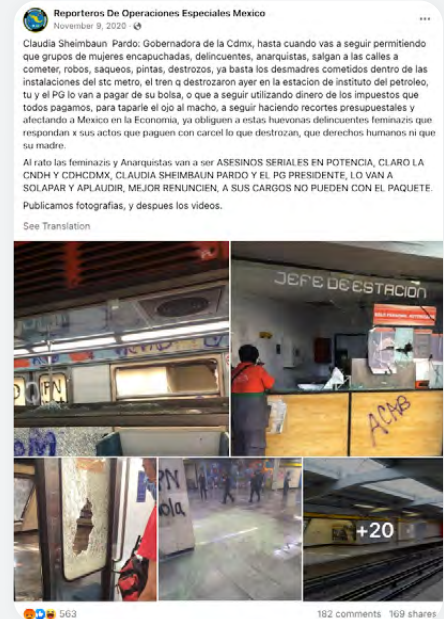 Reporteros De Operaciones Especiales Mexico
November 9, 2020 ·
Claudia Sheimbaun Pardo: Gobernadora de la Cdmx, hasta cuando vas a seguir permitiendo
que grupos de mujeres encapuchadas, delincuentes, anarquistas, salgan a las calles a
cometer, robos, saqueos, pintas, destrozos, ya basta los desmadres cometidos dentro de las
instalaciones del stc metro, el tren q destrozaron ayer en la estacion de instituto del petroleo,
tu y el PG lo van a pagar de su bolsa, o que a seguir utilizando dinero de los impuestos que
todos pagamos, para taparle el ojo al macho, a seguir haciendo recortes presupuestales y
afectando a Mexico en la Economia, ya obliguen a estas huevonas delincuentes feminazis que
respondan x sus actos que paguen con carcel lo que destrozan, que derechos humanos ni que
su madre.
Al rato las feminazis y Anarquistas van a ser ASESINOS SERIALES EN POTENCIA, CLARO LA
CNDH Y CDHCDMX, CLAUDIA SHEIMBAUN PARDO Y EL PG PRESIDENTE, LO VAN A
SOLAPAR Y APLAUDIR, MEJOR RENUNCIEN, A SUS CARGOS NO PUEDEN CON EL PAQUETE.
Publicamos fotografias, y despues los videos.
See Translation
JEFE DE ESTACIÓN
ACAB
IPN
PN
+20
563
182 comments 169 shares